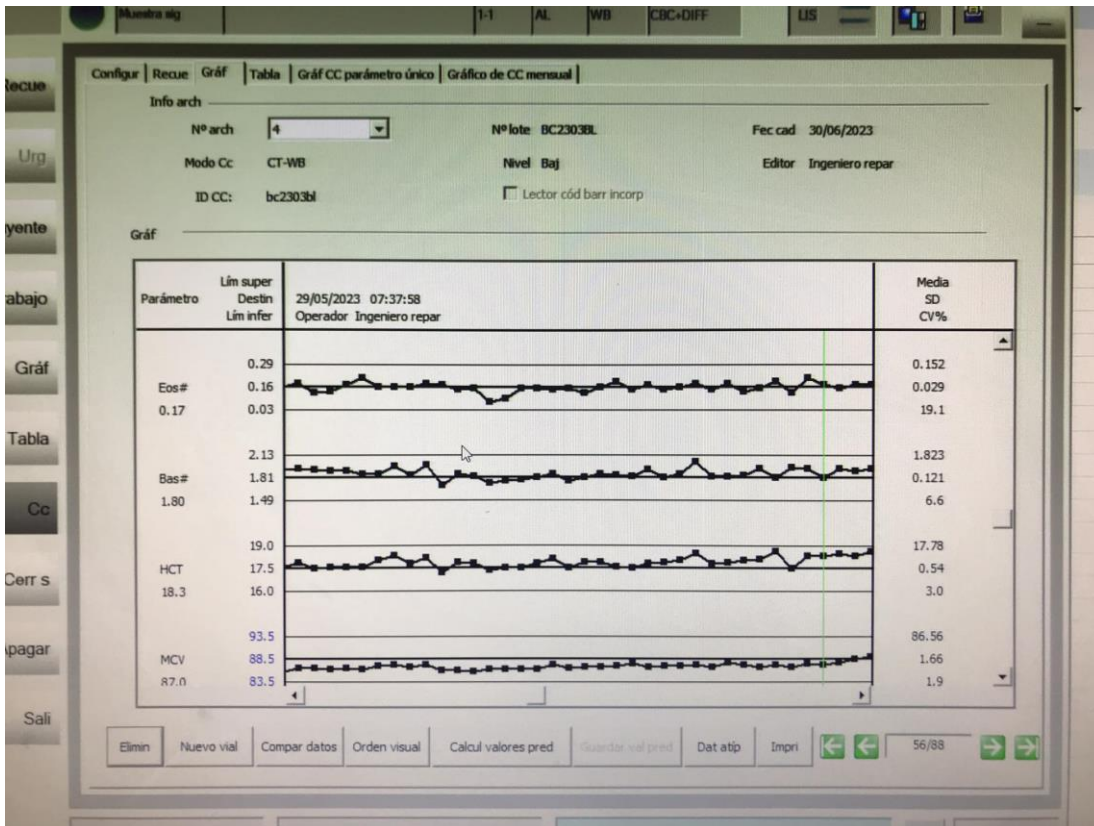 Muestra sig 1-1 AL WB CBC+DIFF LIS
Recue
Urg
yente
abajo
Gráf
Tabla
Cc
Cerr s
Apagar
Sali
Configur Recue Gráf Tabla Gráf CC parámetro único Gráfico de CC mensual
Info arch
Nº arch 4 Nº lote BC2303BL Fec cad 30/06/2023
Modo Cc CT-WB Nivel Baj Editor Ingeniero repar
ID CC: bc2303bl Lector cód barr incorp
Gráf
Lím super Media
Parámetro Destin 29/05/2023 07:37:58 SD
Lím infer Operador Ingeniero repar CV%
0.29 0.152
Eos# 0.16 0.029
0.17 0.03 19.1
2.13 1.823
Bas# 1.81 0.121
1.80 1.49 6.6
19.0 17.78
HCT 17.5 0.54
18.3 16.0 3.0
93.5 86.56
MCV 88.5 1.66
87.0 83.5 1.9
Elimin Nuevo vial Compar datos Orden visual Calcul valores pred Guardar val pred Dat atíp Impri 56/88